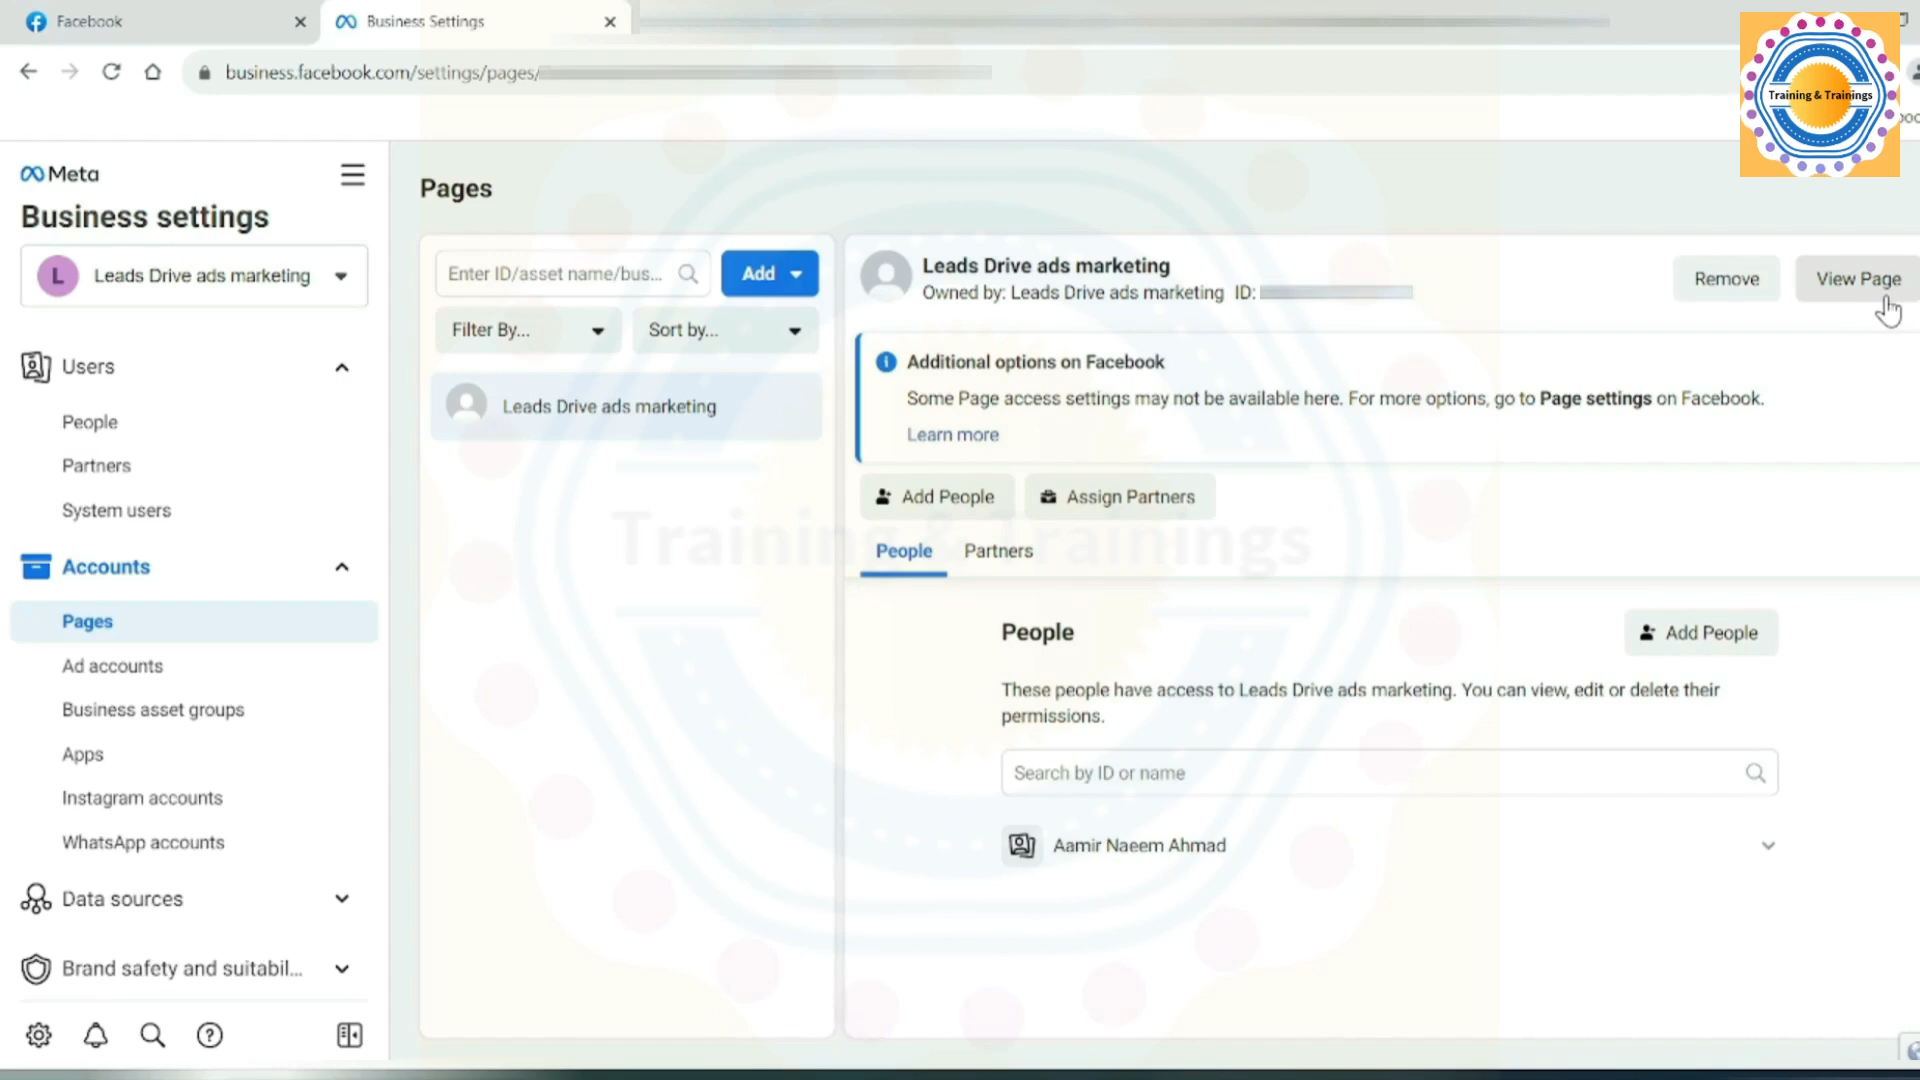 Facebook
Business Settings
business.facebook.com/settings/pages/
Training & Trainings
Meta
Business settings
L
Leads Drive ads marketing
Users
People
Partners
System users
Accounts
Pages
Ad accounts
Business asset groups
Apps
Instagram accounts
WhatsApp accounts
Data sources
Brand safety and suitabil...
Pages
Enter ID/asset name/bus...
Add
Filter By...
Sort by...
Leads Drive ads marketing
Leads Drive ads marketing
Owned by: Leads Drive ads marketing ID:
Remove
View Page
Additional options on Facebook
Some Page access settings may not be available here. For more options, go to Page settings on Facebook.
Learn more
Add People
Assign Partners
Training & Trainings
People
Partners
People
Add People
These people have access to Leads Drive ads marketing. You can view, edit or delete their
permissions.
Search by ID or name
Aamir Naeem Ahmad